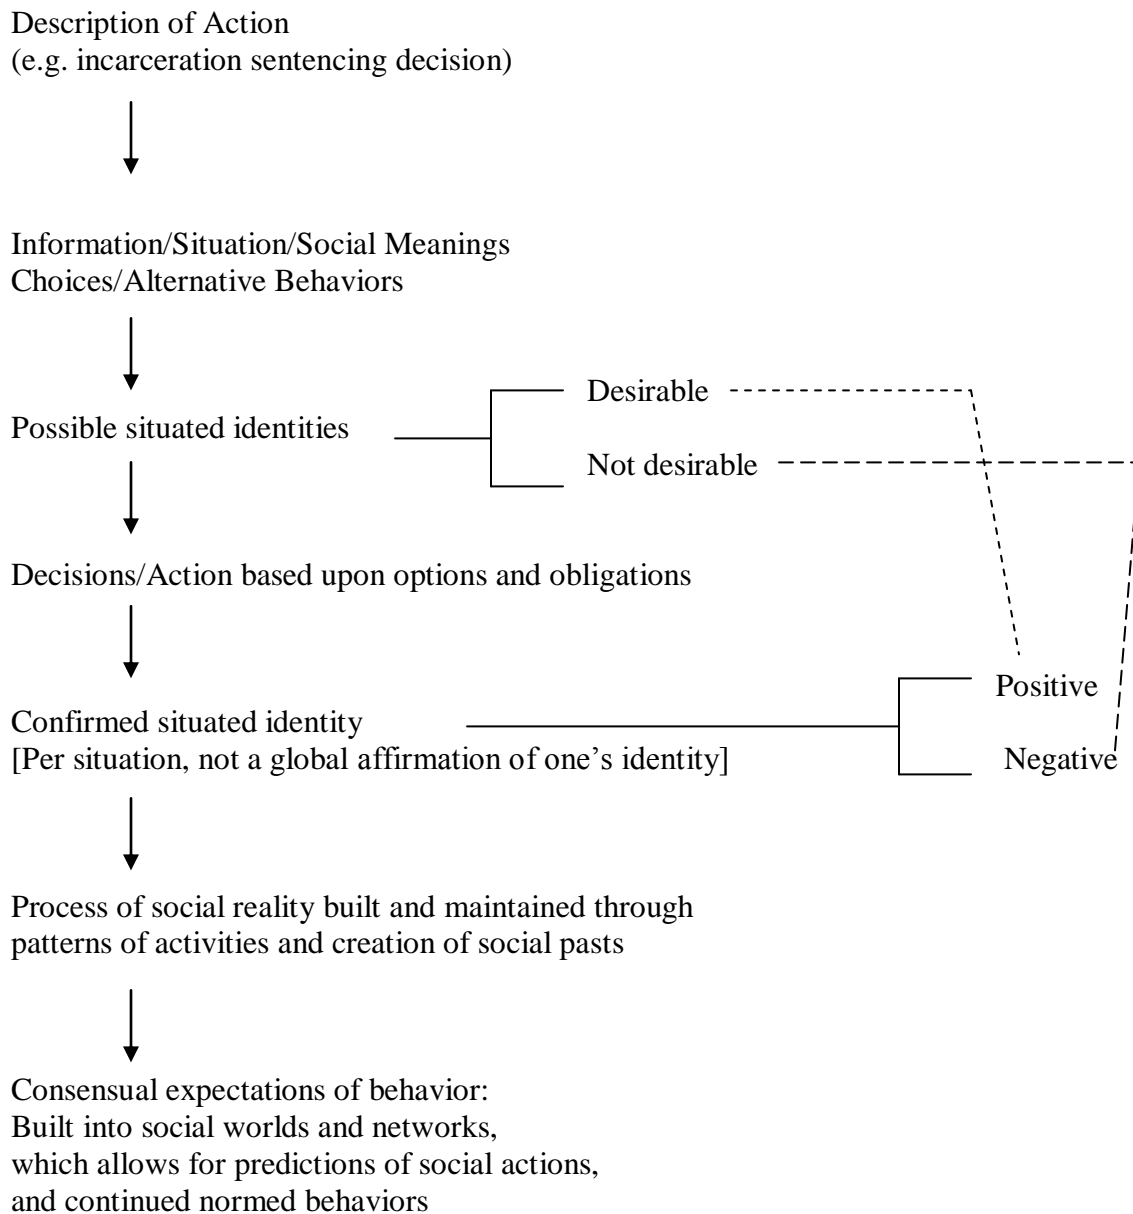 Description of Action
(e.g. incarceration sentencing decision)
Information/Situation/Social Meanings
Choices/Alternative Behaviors
Desirable
Possible situated identities
Not desirable
Decisions/Action based upon options and obligations
Positive
Confirmed situated identity
[Per situation, not a global affirmation of one’s identity]
Negative
Process of social reality built and maintained through
patterns of activities and creation of social pasts
Consensual expectations of behavior:
Built into social worlds and networks,
which allows for predictions of social actions,
and continued normed behaviors